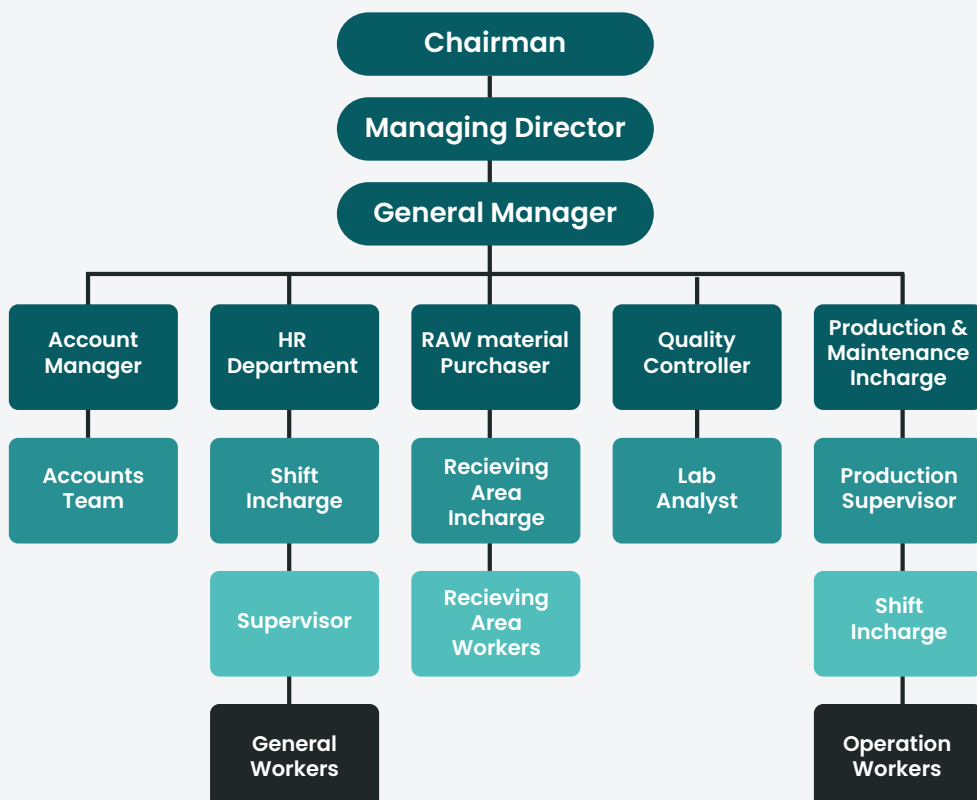 Chairman
Managing Director
General Manager
Account
Manager
HR
Department
RAW material
Purchaser
Quality
Controller
Production &
Maintenance
Incharge
Accounts
Team
Shift
Incharge
Recieving
Area
Incharge
Lab
Analyst
Production
Supervisor
Supervisor
Recieving
Area
Workers
Shift
Incharge
General
Workers
Operation
Workers